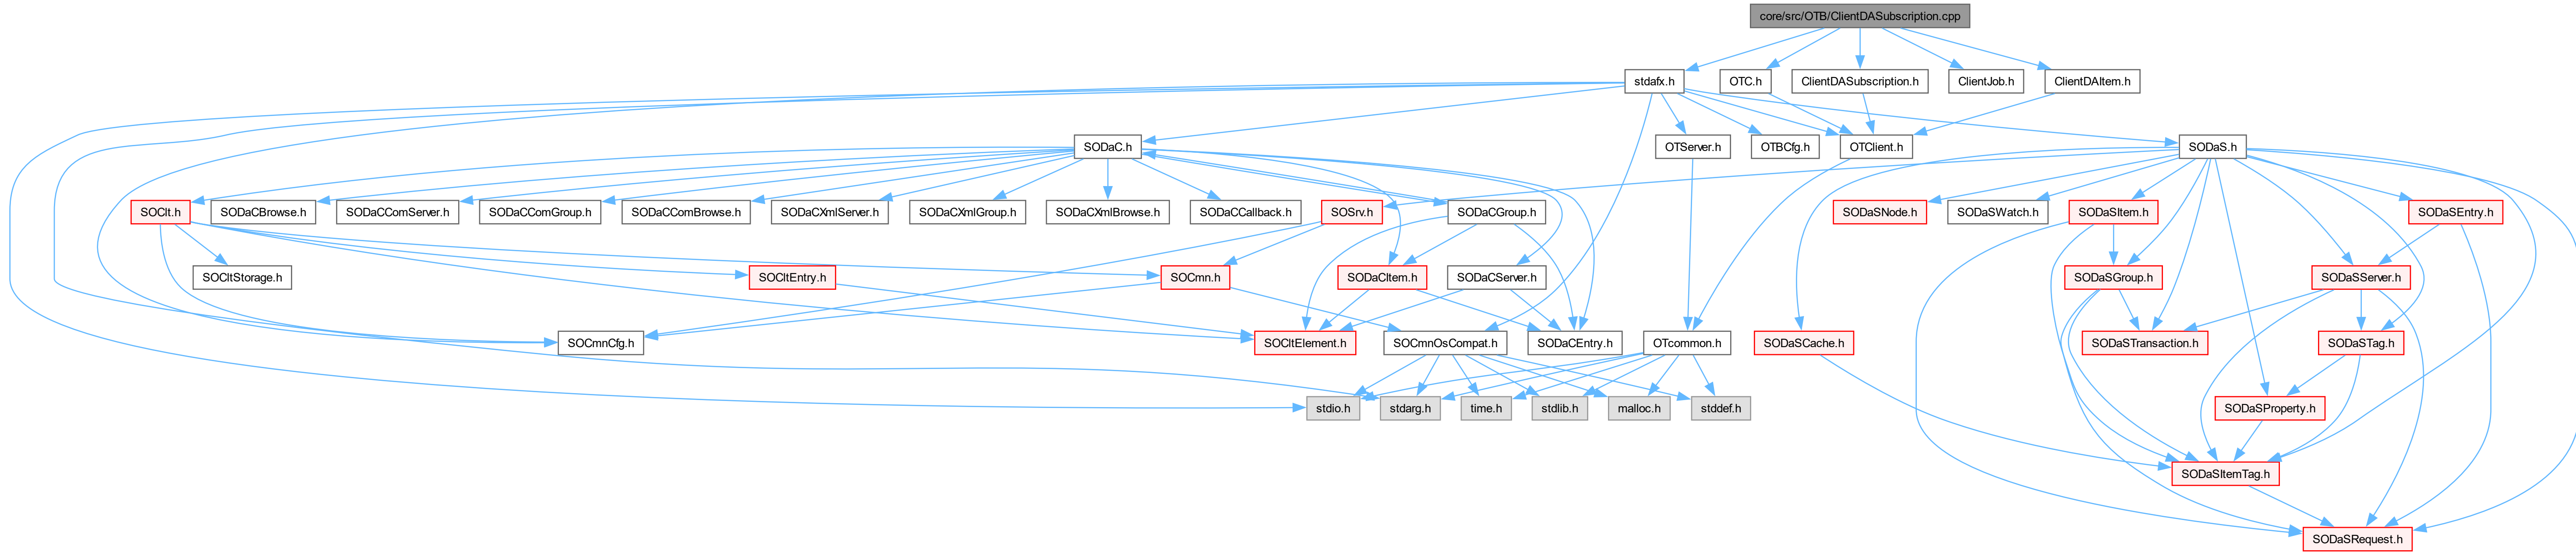 core/src/OTB/ClientDASubscription.cpp
stdafx.h
OTC.h
ClientDASubscription.h
ClientJob.h
ClientDAItem.h
SODaC.h
OTServer.h
OTBCfg.h
OTClient.h
SODaS.h
SOClt.h
SODaCBrowse.h
SODaCComServer.h
SODaCComGroup.h
SODaCComBrowse.h
SODaCXmlServer.h
SODaCXmlGroup.h
SODaCXmlBrowse.h
SODaCCallback.h
SOSrv.h
SODaCGroup.h
SODaSNode.h
SODaSWatch.h
SODaSItem.h
SODaSEntry.h
SOCltStorage.h
SOCltEntry.h
SOCmn.h
SODaCItem.h
SODaCServer.h
SODaSGroup.h
SODaSServer.h
SOCmnCfg.h
SOCltElement.h
SOCmnOsCompat.h
SODaCEntry.h
OTcommon.h
SODaSCache.h
SODaSTransaction.h
SODaSTag.h
stdio.h
stdarg.h
time.h
stdlib.h
malloc.h
stddef.h
SODaSProperty.h
SODaSItemTag.h
SODaSRequest.h